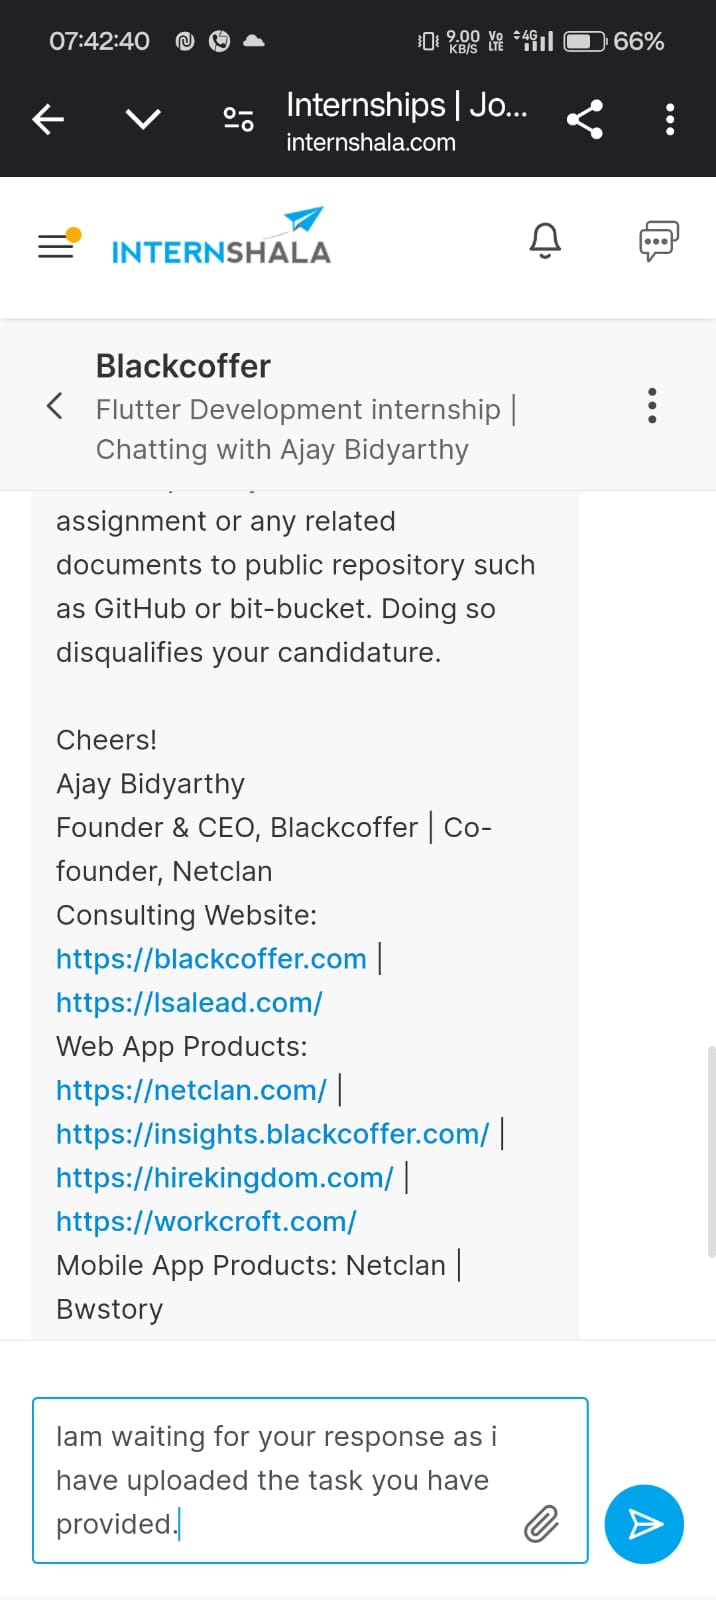 07:42:40 9.00 KB/S Vo LTE 4G 66%
Internships | Jo...
internshala.com
INTERNSHALA
Blackcoffer
Flutter Development internship |
Chatting with Ajay Bidyarthy
assignment or any related
documents to public repository such
as GitHub or bit-bucket. Doing so
disqualifies your candidature.
Cheers!
Ajay Bidyarthy
Founder & CEO, Blackcoffer | Co-
founder, Netclan
Consulting Website:
https://blackcoffer.com |
https://lsalead.com/
Web App Products:
https://netclan.com/ |
https://insights.blackcoffer.com/ |
https://hirekingdom.com/ |
https://workcroft.com/
Mobile App Products: Netclan |
Bwstory
Iam waiting for your response as i
have uploaded the task you have
provided.